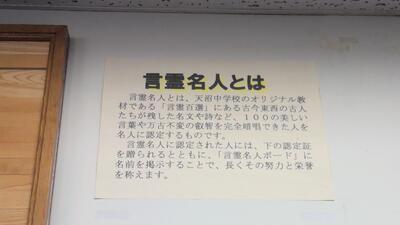 言霊名人とは
言霊名人とは、天沼中学校のオリジナル教
材である「言霊百選」にある古今東西の古人
たちが残した名文や詩など、１００の美しい
言葉や万古不変の叡智を完全暗唱できた人を
名人に認定するものです。
言霊名人に認定された人には、下の認定証
を贈られるとともに、「言霊名人ボード」に
名前を掲示することで、長くその努力と栄誉
を称えます。